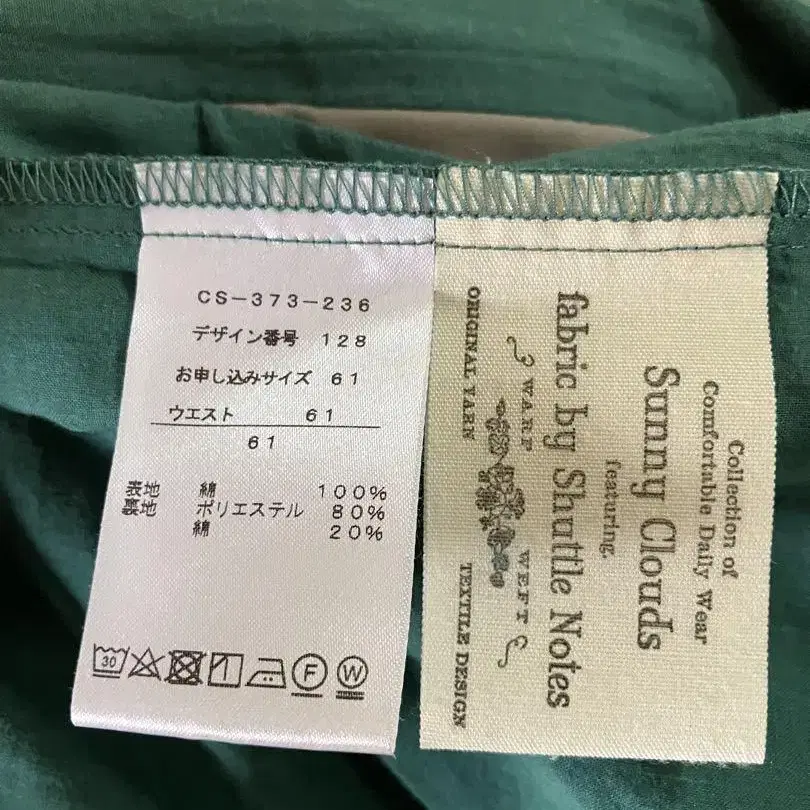 CS-373-236
デザイン番号 128
お申し込みサイズ 61
ウエスト 61
61
表地 綿 100%
裏地 ポリエステル 80%
綿 20%
30
F
W
Collection of
Comfortable Daily Wear
Sunny Clouds
featuring.
fabric by Shuttle Notes
WARP WEFT
ORIGINAL YARN TEXTILE DESIGN